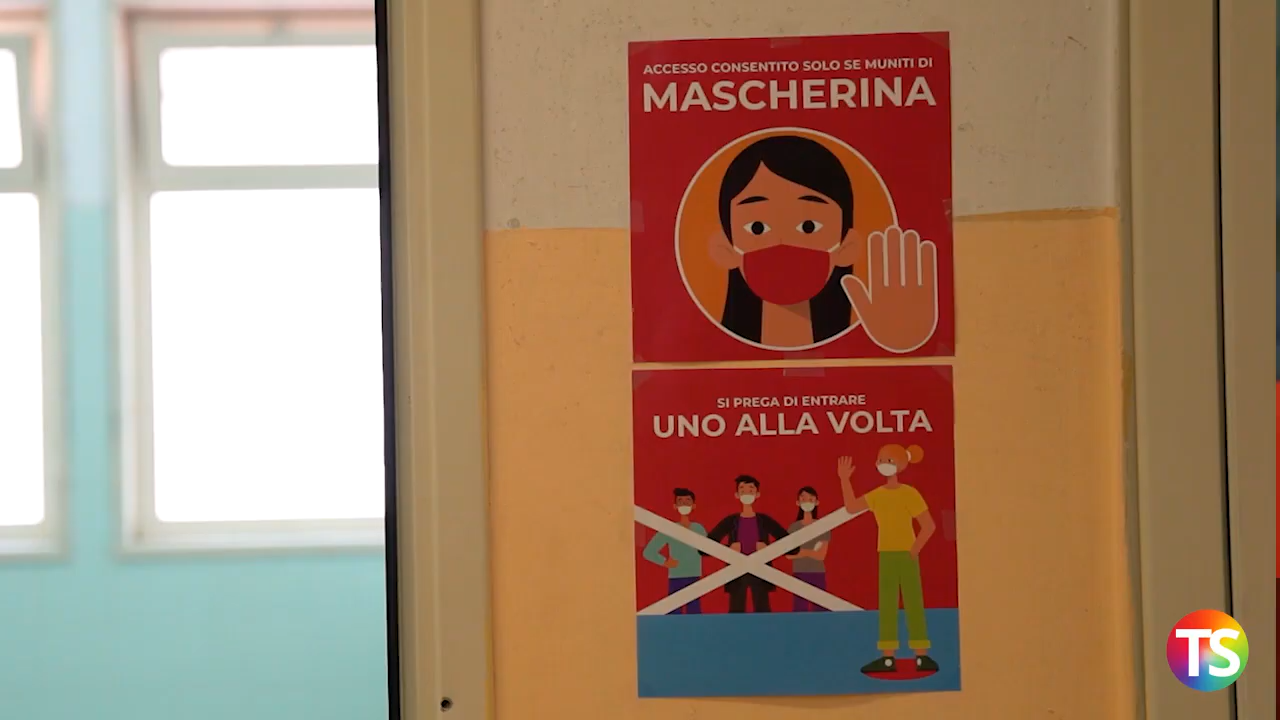 ACCESSO CONSENTITO SOLO SE MUNITI DI
MASCHERINA
SI PREGA DI ENTRARE
UNO ALLA VOLTA
TS